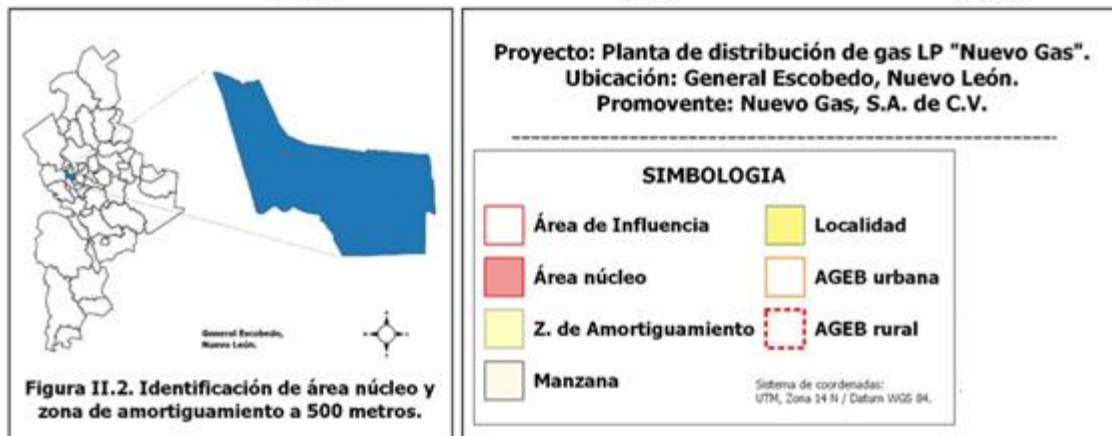 General Escobedo,
Nuevo León.
Figura II.2. Identificación de área núcleo y
zona de amortiguamiento a 500 metros.
Proyecto: Planta de distribución de gas LP "Nuevo Gas".
Ubicación: General Escobedo, Nuevo León.
Promovente: Nuevo Gas, S.A. de C.V.
SIMBOLOGIA
Área de Influencia
Área núcleo
Z. de Amortiguamiento
Manzana
Localidad
AGEB urbana
AGEB rural
Sistema de coordenadas:
UTM, Zona 14 N / Datum WGS 84.